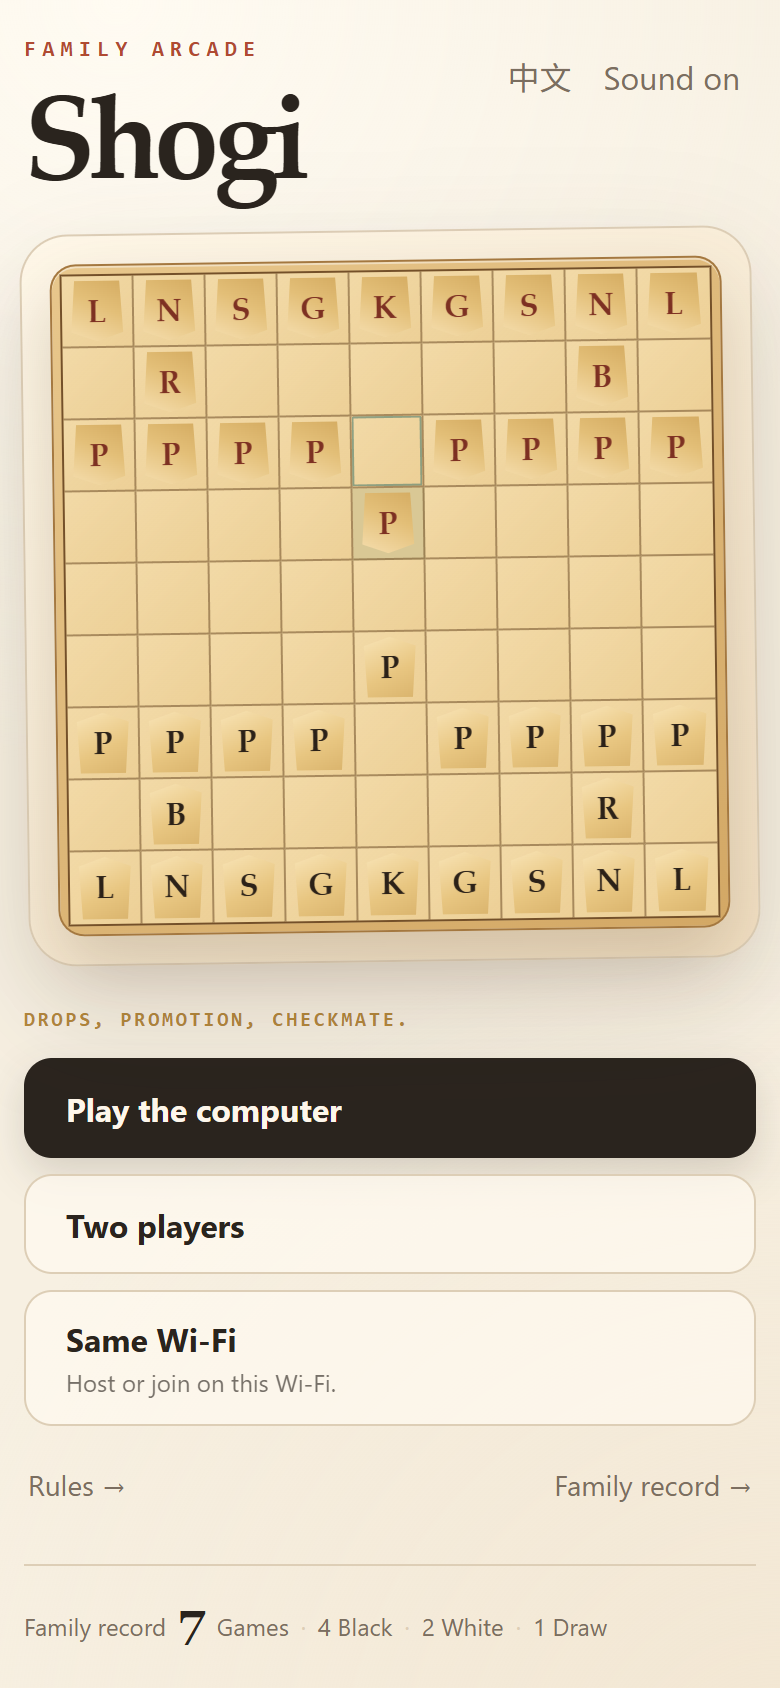 FAMILY ARCADE
中文 Sound on
Shogi
L N S G K G S N L
R B
P P P P P P P P
P
P
P P P P P P P P
B R
L N S G K G S N L
DROPS, PROMOTION, CHECKMATE.
Play the computer
Two players
Same Wi-Fi
Host or join on this Wi-Fi.
Rules → Family record →
Family record 7 Games · 4 Black · 2 White · 1 Draw